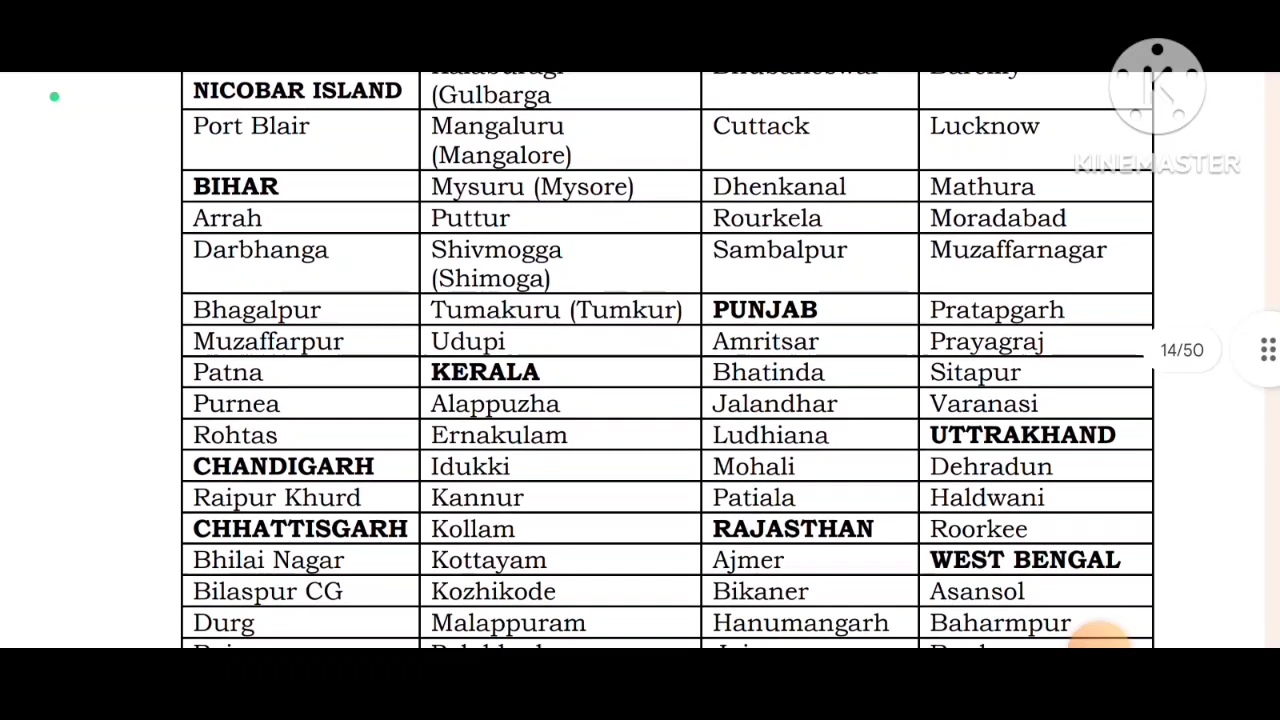 NICOBAR ISLAND (Gulbarga
Port Blair Mangaluru Cuttack Lucknow
(Mangalore)
BIHAR Mysuru (Mysore) Dhenkanal Mathura
Arrah Puttur Rourkela Moradabad
Darbhanga Shivmogga Sambalpur Muzaffarnagar
(Shimoga)
Bhagalpur Tumakuru (Tumkur) PUNJAB Pratapgarh
Muzaffarpur Udupi Amritsar Prayagraj
Patna KERALA Bhatinda Sitapur
Purnea Alappuzha Jalandhar Varanasi
Rohtas Ernakulam Ludhiana UTTRAKHAND
CHANDIGARH Idukki Mohali Dehradun
Raipur Khurd Kannur Patiala Haldwani
CHHATTISGARH Kollam RAJASTHAN Roorkee
Bhilai Nagar Kottayam Ajmer WEST BENGAL
Bilaspur CG Kozhikode Bikaner Asansol
Durg Malappuram Hanumangarh Baharmpur
14/50
K
KINEMASTER